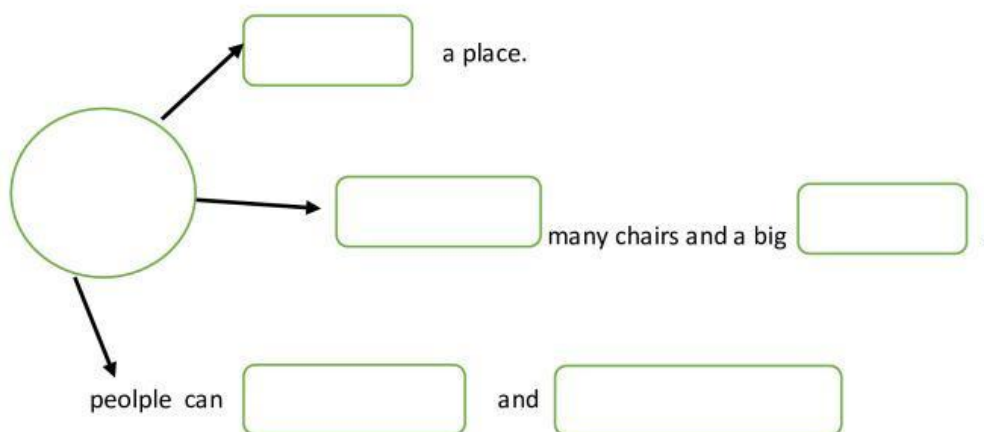 a place.
many chairs and a big
peolple can and